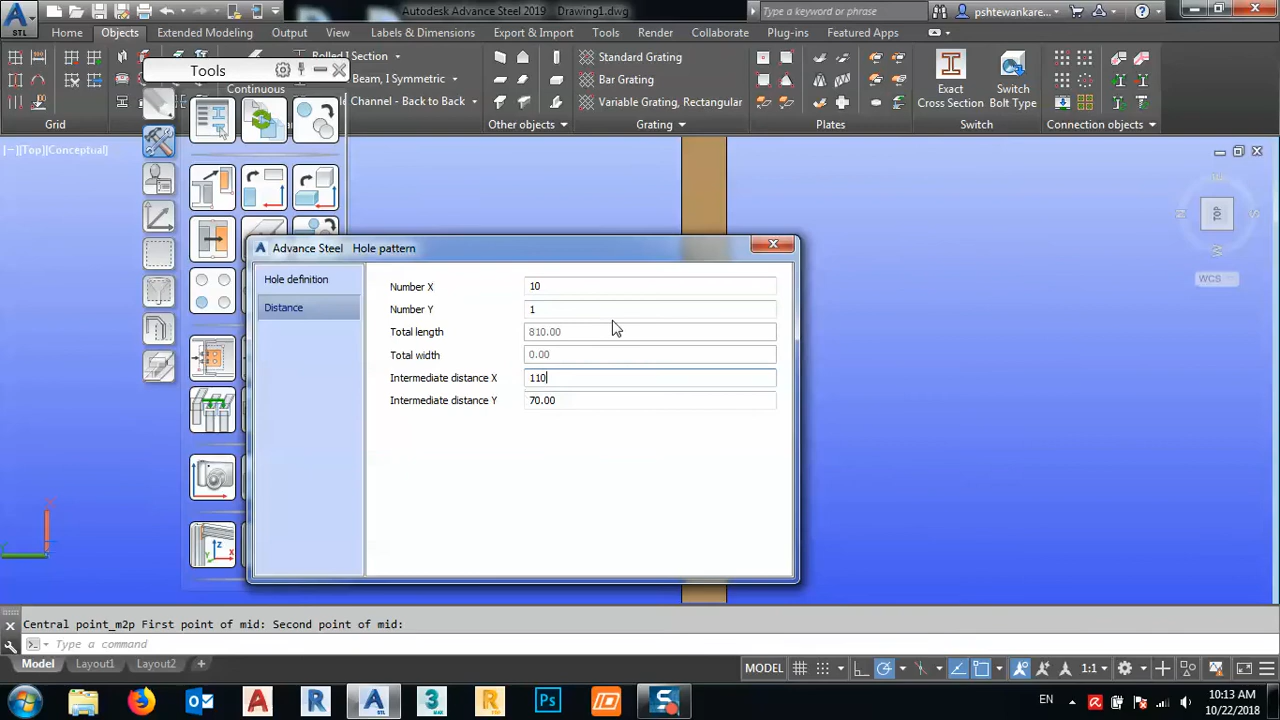 STL
Autodesk Advance Steel 2019 Drawing1.dwg
Type a keyword or phrase
pshtewankare...
Home Objects Extended Modeling Output View Labels & Dimensions Export & Import Tools Render Collaborate Plug-ins Featured Apps
Rolled I Section
Beam, I Symmetric
Channel - Back to Back
Standard Grating
Bar Grating
Variable Grating, Rectangular
Exact
Cross Section
Switch
Bolt Type
Grid
Other objects
Grating
Plates
Switch
Connection objects
Tools
Continuous
[−][Top][Conceptual]
TOP
WCS
Advance Steel Hole pattern
Hole definition
Distance
Number X 10
Number Y 1
Total length 810.00
Total width 0.00
Intermediate distance X 110
Intermediate distance Y 70.00
Central point_m2p First point of mid: Second point of mid:
Type a command
Model Layout1 Layout2 +
MODEL
1:1
EN
10:13 AM
10/22/2018